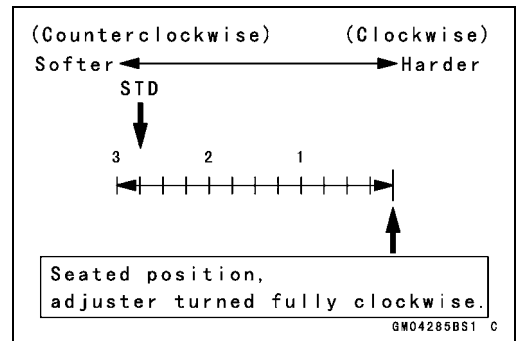 (Counterclockwise) (Clockwise)
Softer Harder
STD
3 2 1
Seated position,
adjuster turned fully clockwise.
GM04285BS1 C